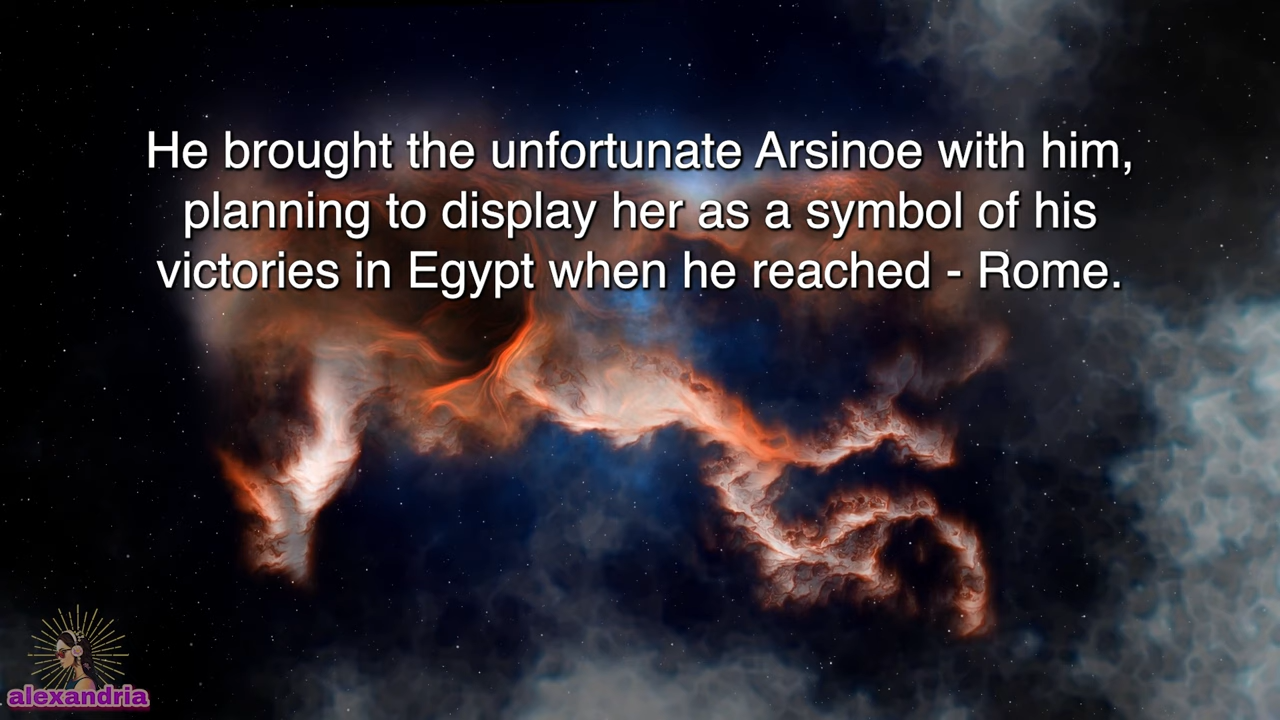 He brought the unfortunate Arsinoe with him,
planning to display her as a symbol of his
victories in Egypt when he reached - Rome.
alexandria